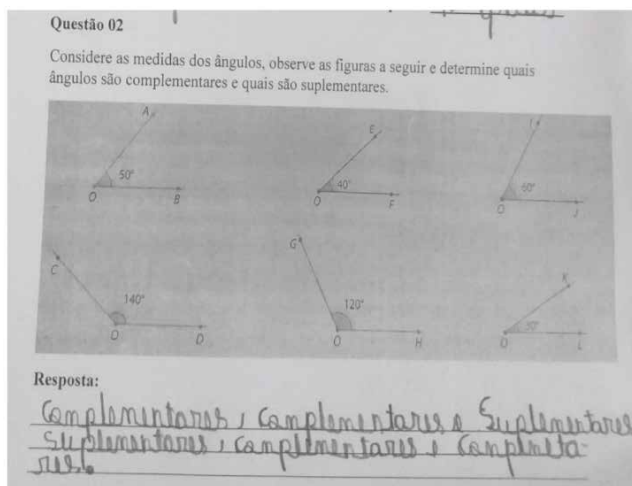 Questão 02
Considere as medidas dos ângulos, observe as figuras a seguir e determine quais
ângulos são complementares e quais são suplementares.
A
50°
O
B
E
40°
O
F
I
60°
O
J
C
140°
O
D
G
120°
O
H
K
O
L
Resposta:
Complementares, complementares e Suplementares
Suplementares, complementares e complneta-
res.